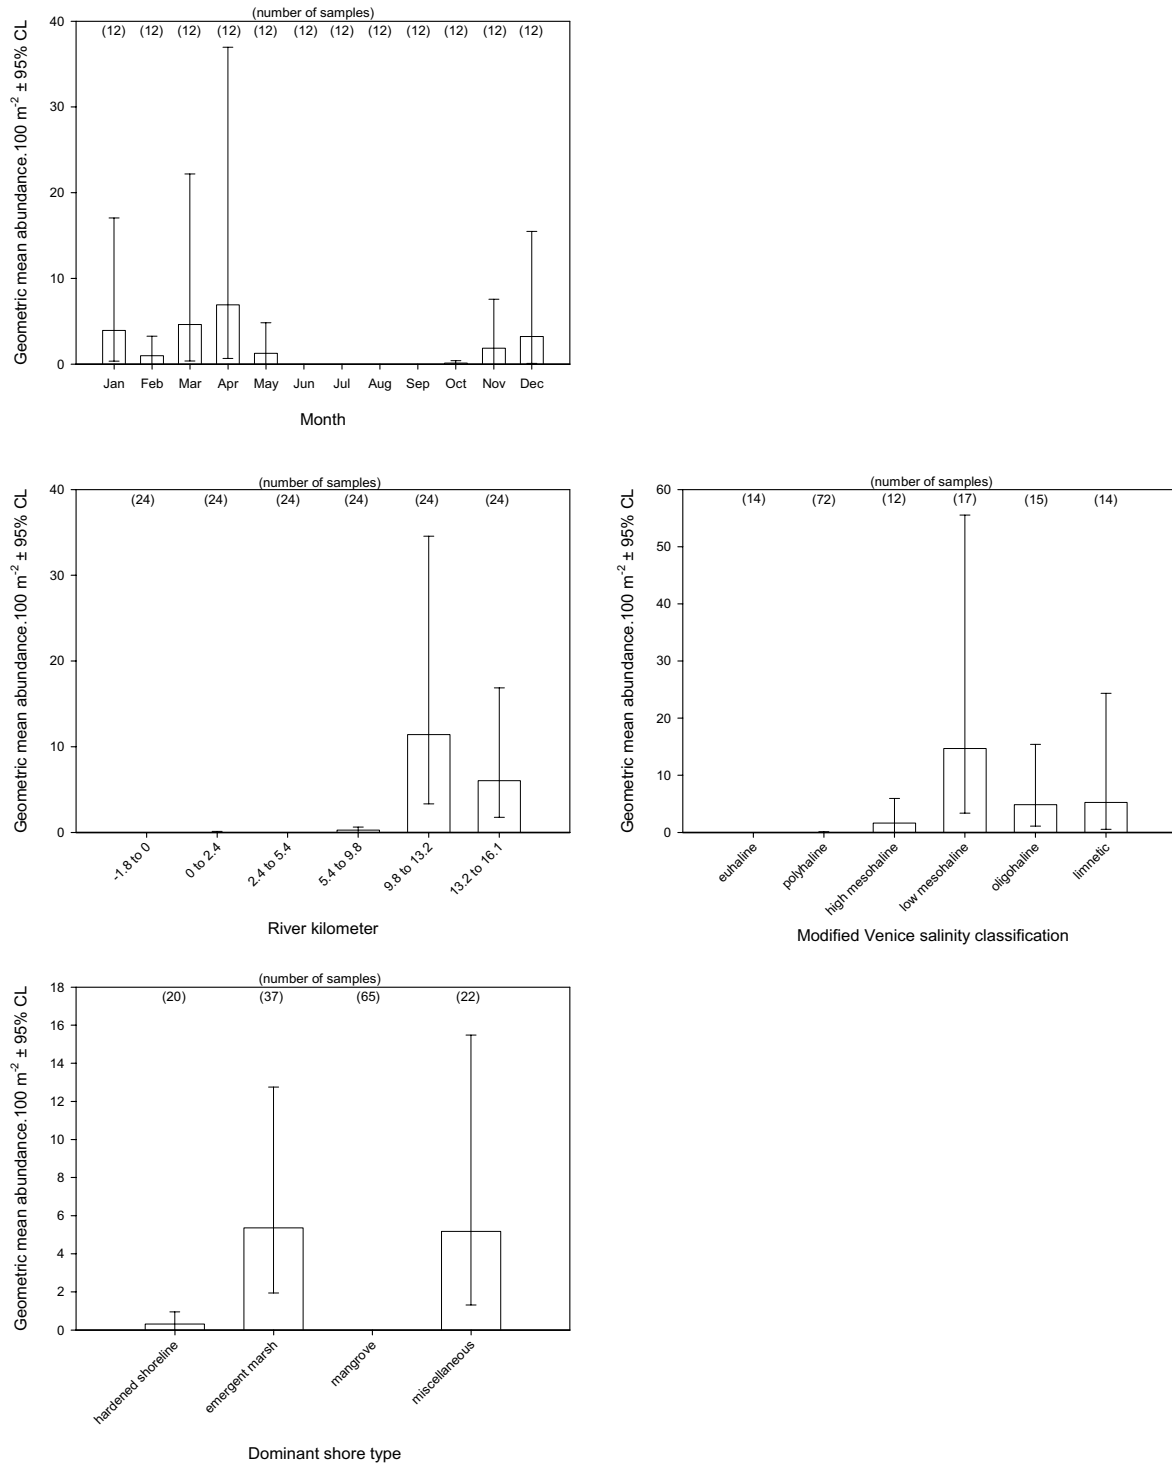 (number of samples)
(12) (12) (12) (12) (12) (12) (12) (12) (12) (12) (12) (12)
40
30
20
10
0
Geometric mean abundance.100 m-2 ± 95% CL
Jan Feb Mar Apr May Jun Jul Aug Sep Oct Nov Dec
Month
(number of samples)
(24) (24) (24) (24) (24) (24)
40
30
20
10
0
Geometric mean abundance.100 m-2 ± 95% CL
-1.8 to 0
0 to 2.4
2.4 to 5.4
5.4 to 9.8
9.8 to 13.2
13.2 to 16.1
River kilometer
(number of samples)
(14) (72) (12) (17) (15) (14)
60
50
40
30
20
10
0
Geometric mean abundance.100 m-2 ± 95% CL
euhaline
polyhaline
high mesohaline
low mesohaline
oligohaline
limnetic
Modified Venice salinity classification
(number of samples)
(20) (37) (65) (22)
18
16
14
12
10
8
6
4
2
0
Geometric mean abundance.100 m-2 ± 95% CL
hardened shoreline
emergent marsh
mangrove
miscellaneous
Dominant shore type